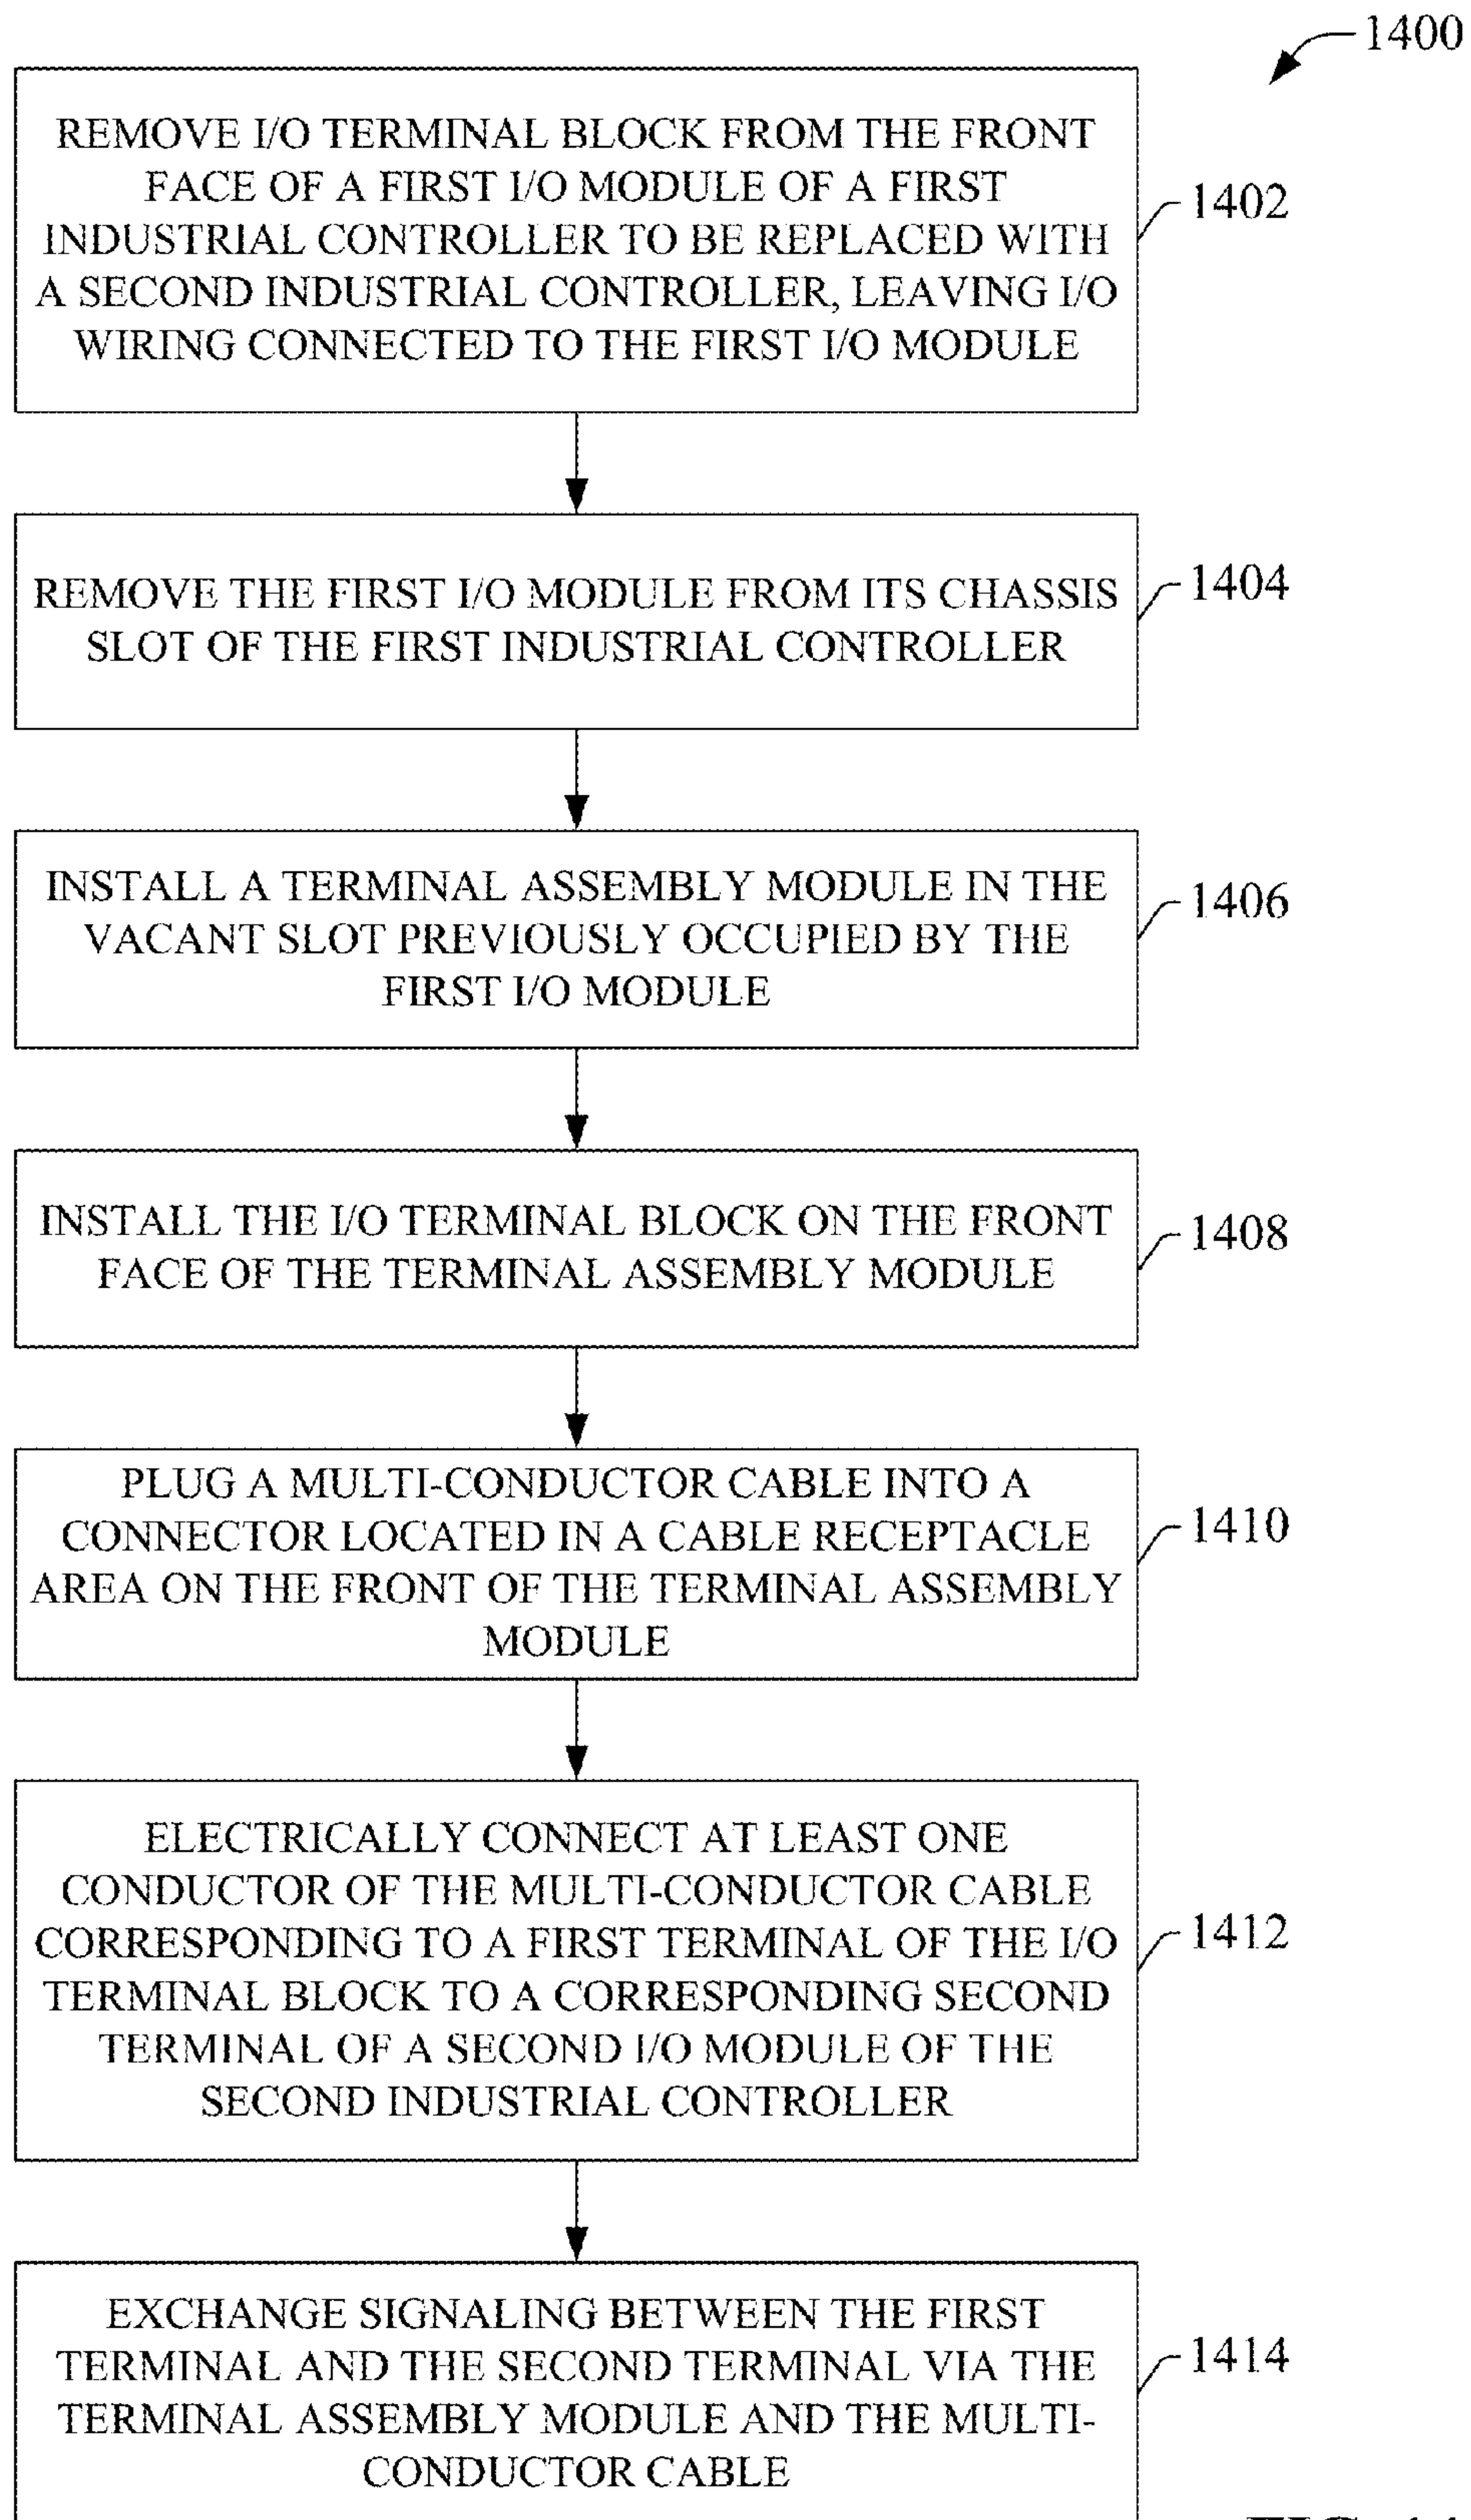 1400
REMOVE I/O TERMINAL BLOCK FROM THE FRONT
FACE OF A FIRST I/O MODULE OF A FIRST
INDUSTRIAL CONTROLLER TO BE REPLACED WITH
A SECOND INDUSTRIAL CONTROLLER, LEAVING I/O
WIRING CONNECTED TO THE FIRST I/O MODULE
1402
REMOVE THE FIRST I/O MODULE FROM ITS CHASSIS
SLOT OF THE FIRST INDUSTRIAL CONTROLLER
1404
INSTALL A TERMINAL ASSEMBLY MODULE IN THE
VACANT SLOT PREVIOUSLY OCCUPIED BY THE
FIRST I/O MODULE
1406
INSTALL THE I/O TERMINAL BLOCK ON THE FRONT
FACE OF THE TERMINAL ASSEMBLY MODULE
1408
PLUG A MULTI-CONDUCTOR CABLE INTO A
CONNECTOR LOCATED IN A CABLE RECEPTACLE
AREA ON THE FRONT OF THE TERMINAL ASSEMBLY
MODULE
1410
ELECTRICALLY CONNECT AT LEAST ONE
CONDUCTOR OF THE MULTI-CONDUCTOR CABLE
CORRESPONDING TO A FIRST TERMINAL OF THE I/O
TERMINAL BLOCK TO A CORRESPONDING SECOND
TERMINAL OF A SECOND I/O MODULE OF THE
SECOND INDUSTRIAL CONTROLLER
1412
EXCHANGE SIGNALING BETWEEN THE FIRST
TERMINAL AND THE SECOND TERMINAL VIA THE
TERMINAL ASSEMBLY MODULE AND THE MULTI-
CONDUCTOR CABLE
1414